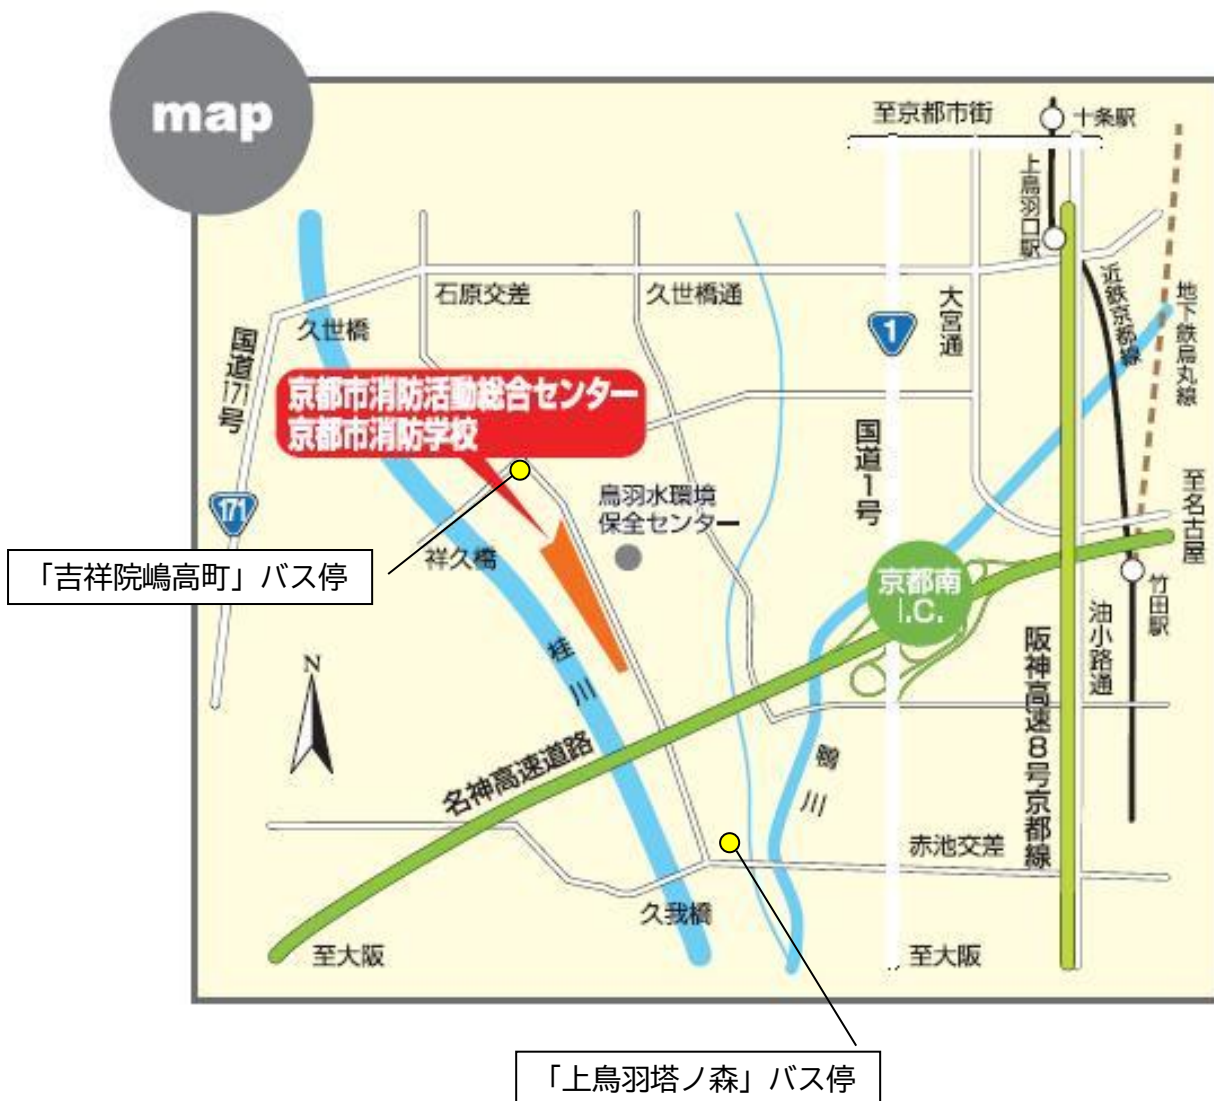 map
至京都市街
十条駅
上鳥羽口駅
近鉄京都線
地下鉄烏丸線
石原交差
久世橋通
大宮通
久世橋
国道171号
1
京都市消防活動総合センター
京都市消防学校
国道1号
171
鳥羽水環境
保全センター
至名古屋
祥久橋
「吉祥院嶋高町」バス停
京都南
I.C.
竹田駅
油小路通
阪神高速8号京都線
桂川
N
名神高速道路
鴨川
赤池交差
久我橋
至大阪
至大阪
「上鳥羽塔ノ森」バス停